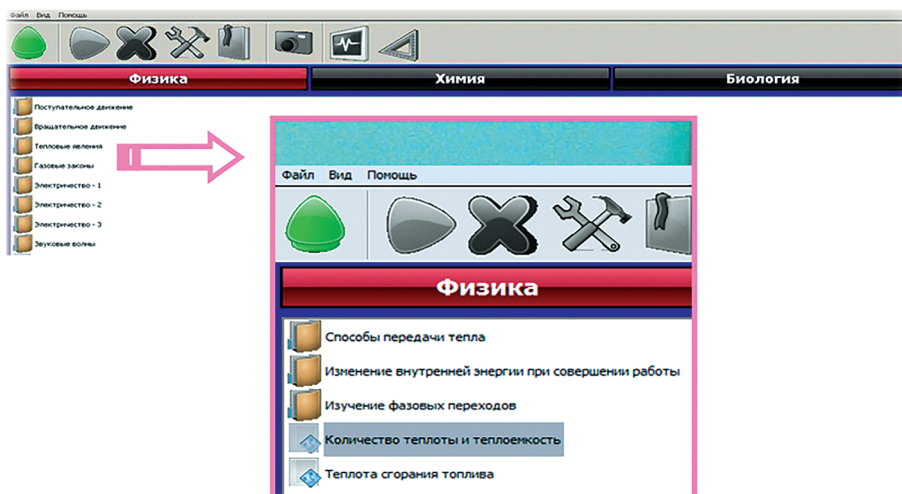 Файл Вид Помощь
Физика Химия Биология
Поступательное движение
Вращательное движение
Тепловые явления
Газовые законы
Электричество - 1
Электричество - 2
Электричество - 3
Звуковые волны
Файл Вид Помощь
Физика
Способы передачи тепла
Изменение внутренней энергии при совершении работы
Изучение фазовых переходов
Количество теплоты и теплоемкость
Теплота сгорания топлива